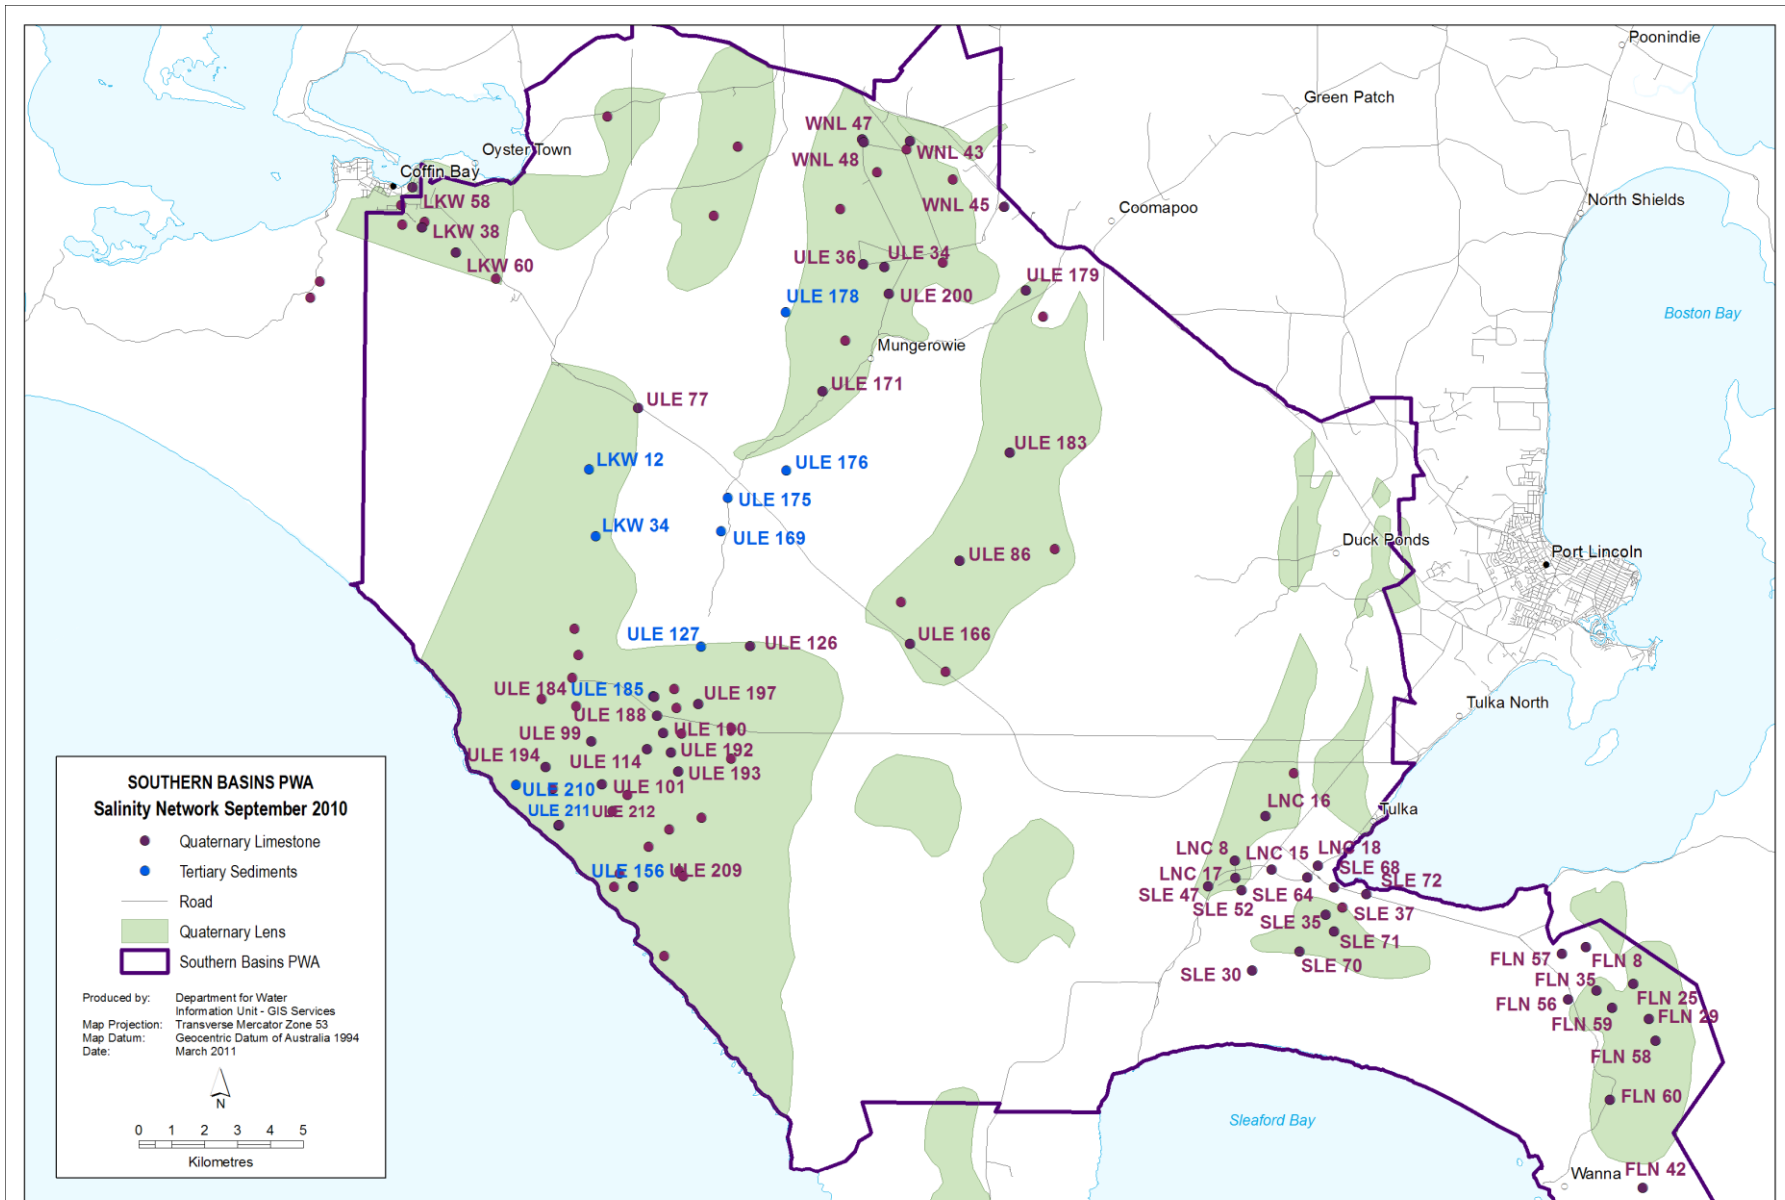 Poonindie
Green Patch
WNL 47
WNL 43
Oyster Town
WNL 48
Coffin Bay
LKW 58
WNL 45
North Shields
Coomapoo
LKW 38
ULE 36
ULE 34
LKW 60
ULE 179
ULE 178
ULE 200
Boston Bay
Mungerowie
ULE 171
ULE 77
ULE 183
LKW 12
ULE 176
ULE 175
LKW 34
ULE 169
Duck Ponds
ULE 86
Port Lincoln
ULE 127
ULE 126
ULE 166
ULE 184
ULE 185
ULE 197
Tulka North
ULE 188
ULE 99
ULE 190
ULE 194
ULE 114
ULE 192
ULE 193
ULE 210
ULE 101
LNC 16
ULE 211
ULE 212
Tulka
LNC 8
LNC 15
LNC 18
ULE 156
ULE 209
LNC 17
SLE 68
SLE 72
SLE 47
SLE 64
SLE 52
SLE 37
SLE 35
SLE 71
SLE 70
SLE 30
FLN 57
FLN 8
FLN 35
FLN 56
FLN 25
FLN 59
FLN 29
FLN 58
FLN 60
Sleaford Bay
Wanna
FLN 42
SOUTHERN BASINS PWA
Salinity Network September 2010
Quaternary Limestone
Tertiary Sediments
Road
Quaternary Lens
Southern Basins PWA
Produced by: Department for Water
Information Unit - GIS Services
Map Projection: Transverse Mercator Zone 53
Map Datum: Geocentric Datum of Australia 1994
Date: March 2011
N
0 1 2 3 4 5
Kilometres